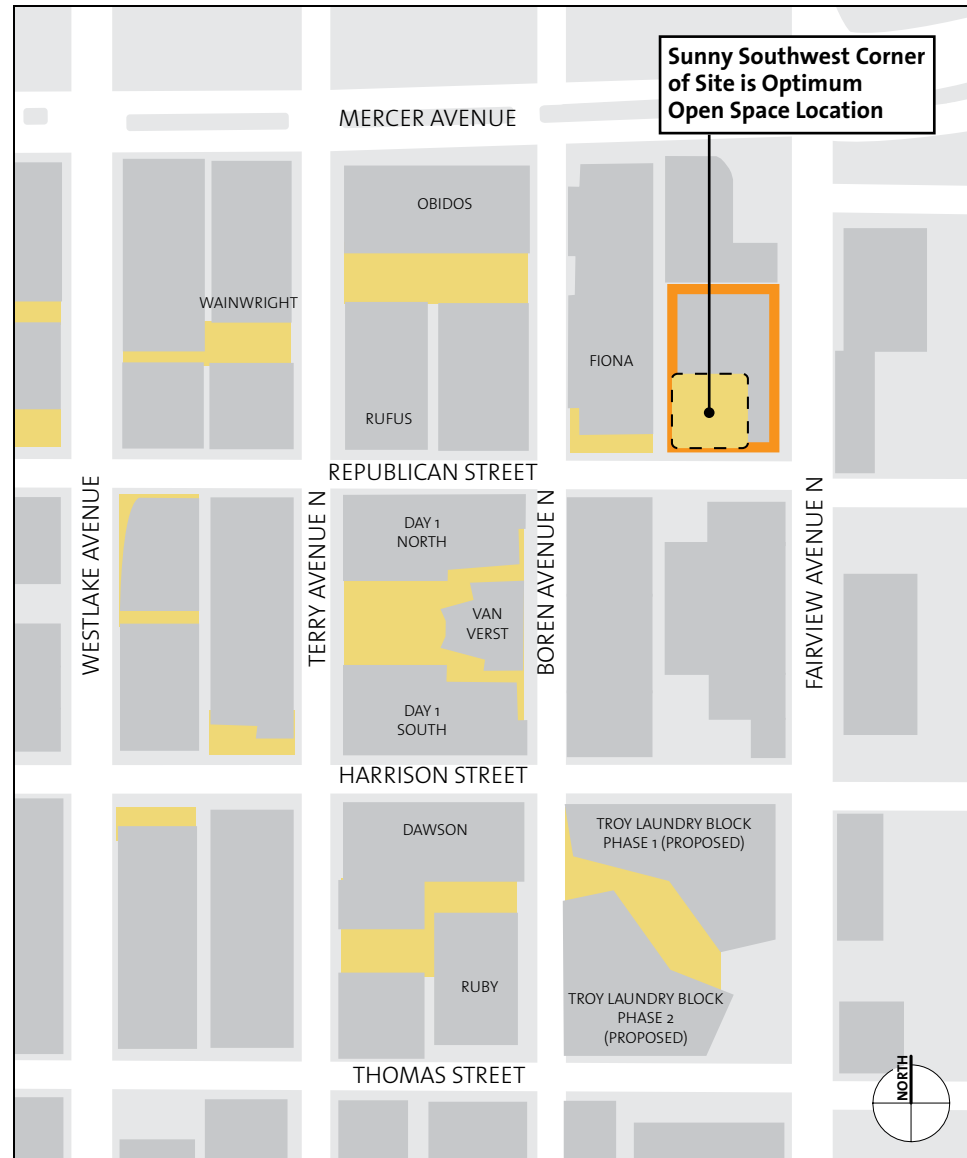 Sunny Southwest Corner
of Site is Optimum
Open Space Location
MERCER AVENUE
OBIDOS
WAINWRIGHT
FIONA
RUFUS
REPUBLICAN STREET
WESTLAKE AVENUE
TERRY AVENUE N
DAY 1
NORTH
VAN
VERST
BOREN AVENUE N
FAIRVIEW AVENUE N
DAY 1
SOUTH
HARRISON STREET
DAWSON
TROY LAUNDRY BLOCK
PHASE 1 (PROPOSED)
RUBY
TROY LAUNDRY BLOCK
PHASE 2
(PROPOSED)
THOMAS STREET
NORTH